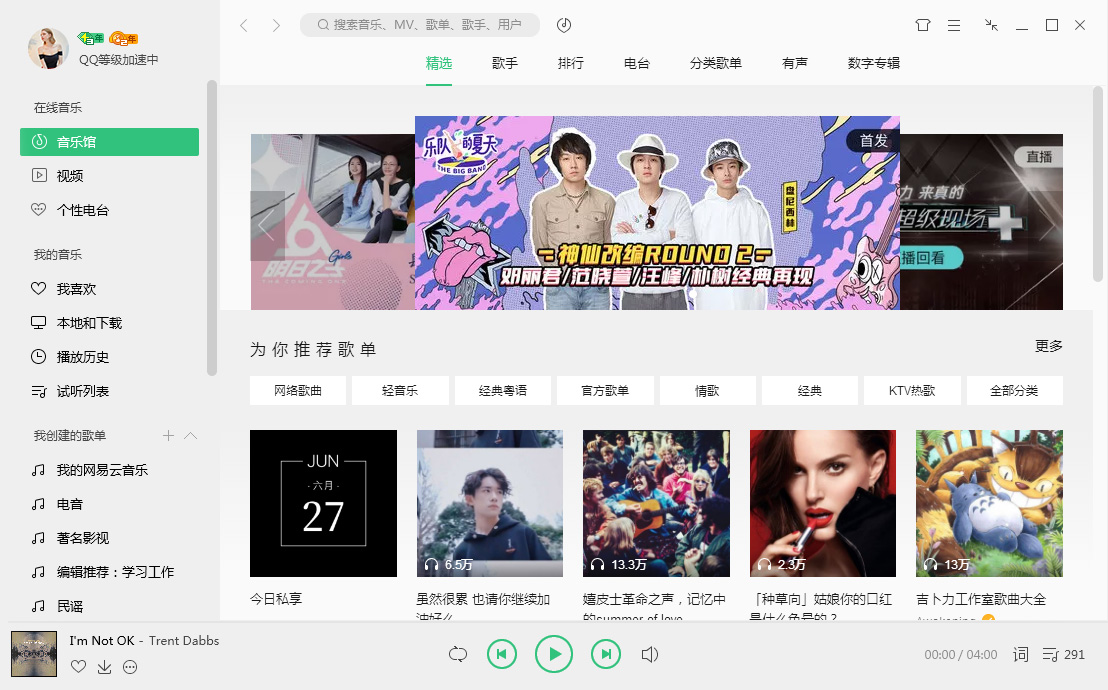 年 年
QQ等级加速中
搜索音乐、MV、歌单、歌手、用户
精选 歌手 排行 电台 分类歌单 有声 数字专辑
在线音乐
音乐馆
视频
个性电台
我的音乐
我喜欢
本地和下载
播放历史
试听列表
我创建的歌单
我的网易云音乐
电音
著名影视
编辑推荐：学习工作
民谣
Girls
明日之子
THE COMING ONE
乐队的夏天
THE BIG BAND
首发
盘尼西林
神仙改编ROUND 2
邓丽君/范晓萱/汪峰/朴树经典再现
直播
力 来真的
超级现场
播回看
为你推荐歌单
更多
网络歌曲 轻音乐 经典粤语 官方歌单 情歌 经典 KTV热歌 全部分类
JUN
·六月·
27
6.5万
13.3万
2.3万
13万
今日私享
虽然很累 也请你继续加
油好么
嬉皮士革命之声，记忆中
的summer of love
「种草向」姑娘你的口红
是什么色号的？
吉卜力工作室歌曲大全
Awakening
I'm Not OK - Trent Dabbs
00:00 / 04:00
词
291